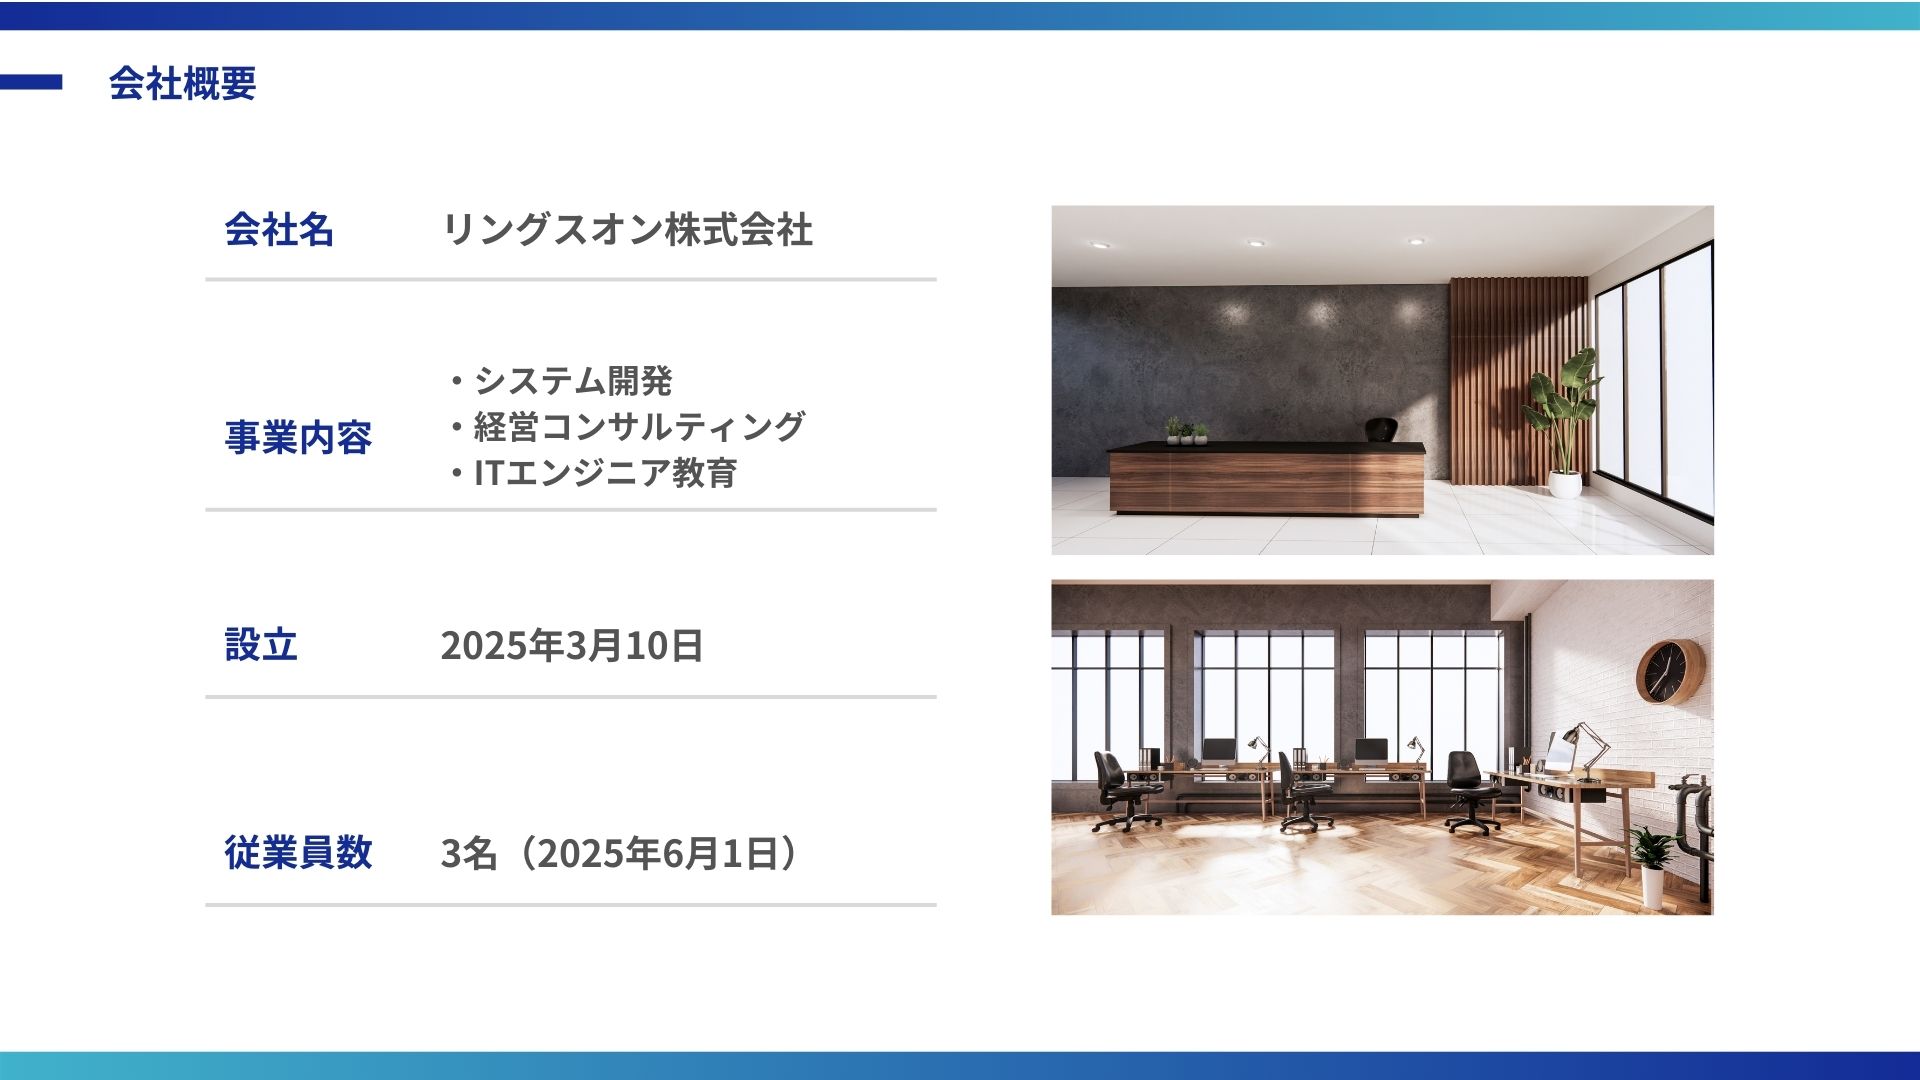 会社概要
会社名 リングスオン株式会社
事業内容
・システム開発
・経営コンサルティング
・ITエンジニア教育
設立 2025年3月10日
従業員数 3名（2025年6月1日）